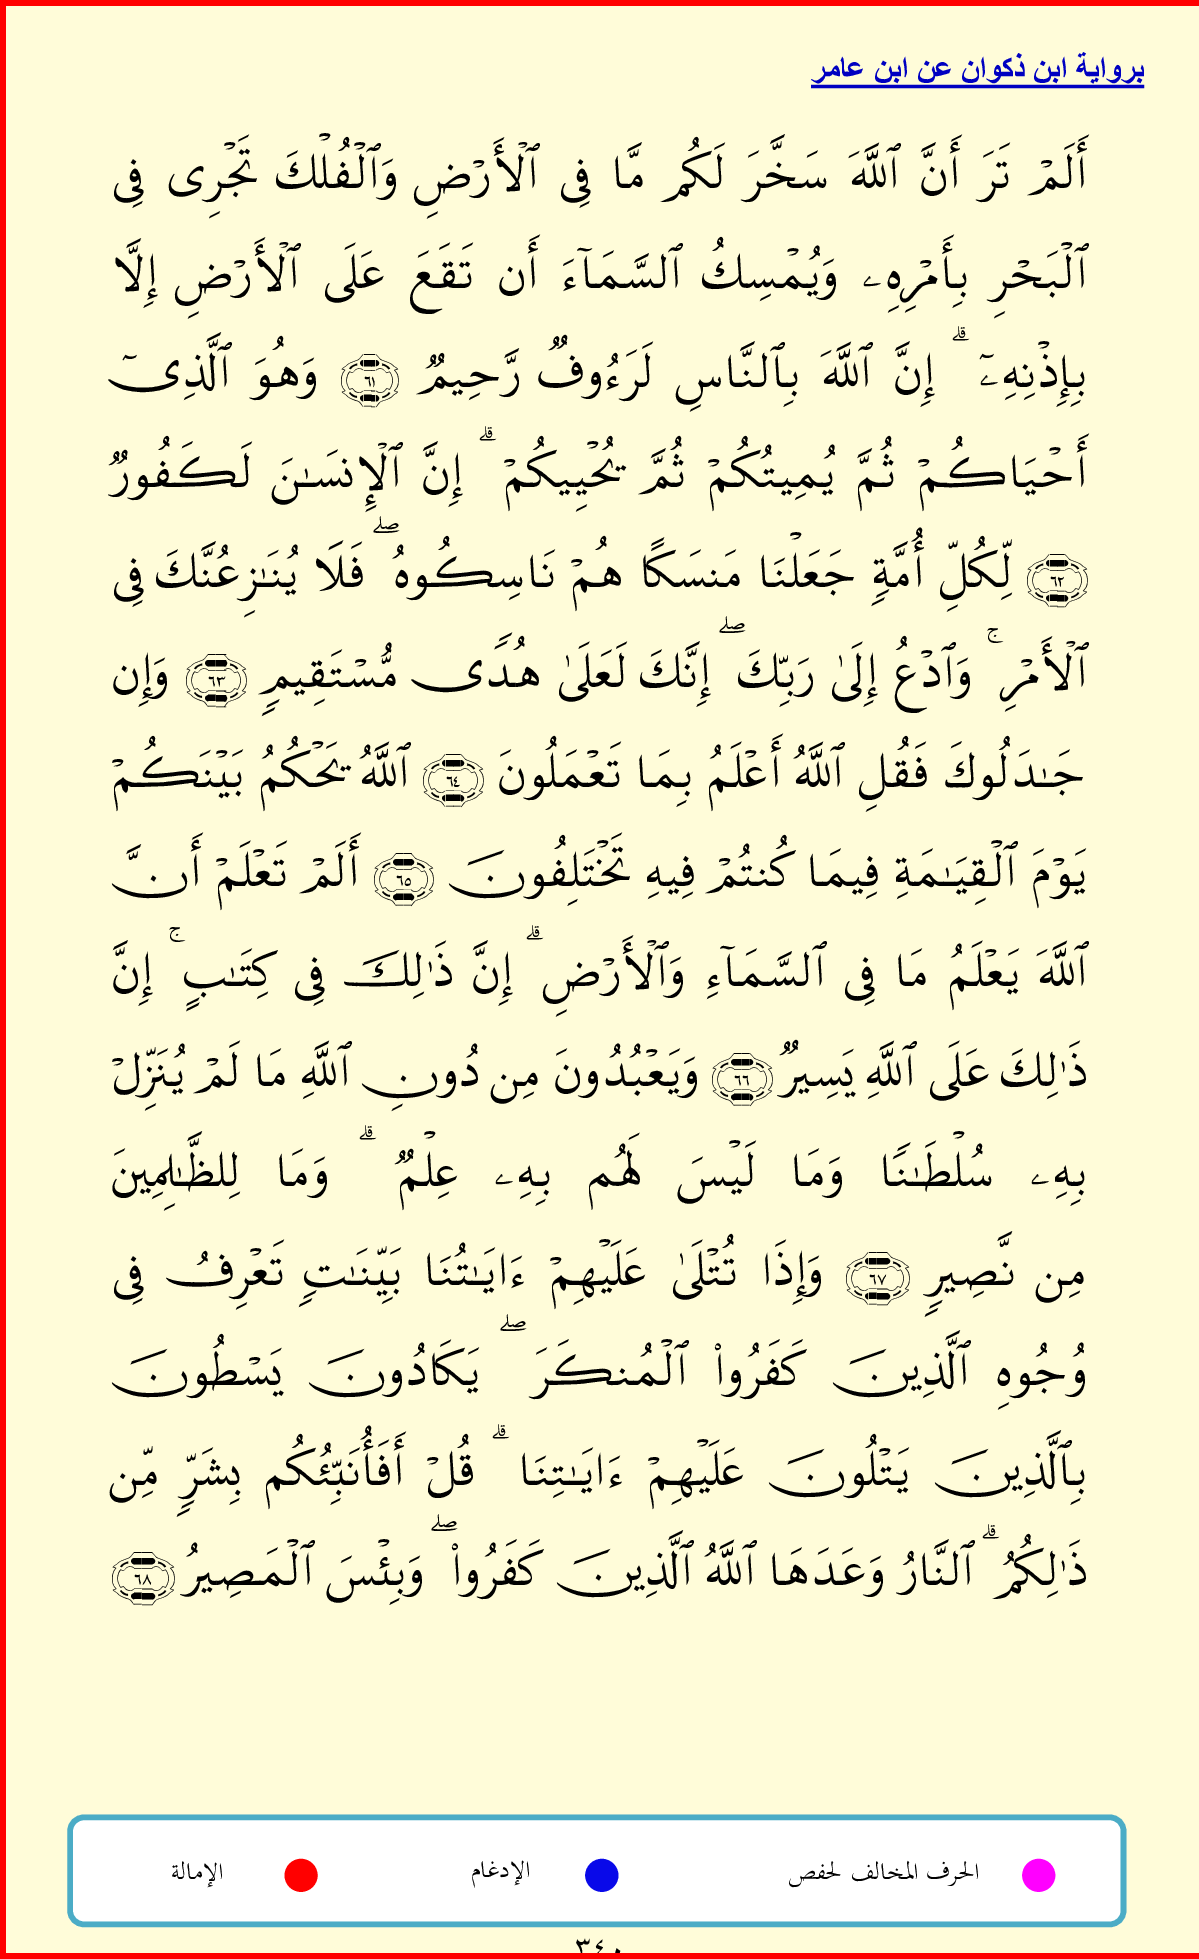 برواية ابن ذكوان عن ابن عامر
أَلَمۡ تَرَ أَنَّ ٱللَّهَ سَخَّرَ لَكُم مَّا فِي ٱلۡأَرۡضِ وَٱلۡفُلۡكَ تَجۡرِي فِي
ٱلۡبَحۡرِ بِأَمۡرِهِۦ وَيُمۡسِكُ ٱلسَّمَآءَ أَن تَقَعَ عَلَى ٱلۡأَرۡضِ إِلَّا
بِإِذۡنِهِۦٓ ۗ إِنَّ ٱللَّهَ بِٱلنَّاسِ لَرَءُوفٞ رَّحِيمٞ ٦١ وَهُوَ ٱلَّذِيٓ
أَحۡيَاكُمۡ ثُمَّ يُمِيتُكُمۡ ثُمَّ يُحۡيِيكُمۡ ۗ إِنَّ ٱلۡإِنسَٰنَ لَكَفُورٞ
٦٢ لِّكُلِّ أُمَّةٖ جَعَلۡنَا مَنسَكًا هُمۡ نَاسِكُوهُ ۖ فَلَا يُنَٰزِعُنَّكَ فِي
ٱلۡأَمۡرِ ۚ وَٱدۡعُ إِلَىٰ رَبِّكَ ۖ إِنَّكَ لَعَلَىٰ هُدٗى مُّسۡتَقِيمٖ ٦٣ وَإِن
جَٰدَلُوكَ فَقُلِ ٱللَّهُ أَعۡلَمُ بِمَا تَعۡمَلُونَ ٦٤ ٱللَّهُ يَحۡكُمُ بَيۡنَكُمۡ
يَوۡمَ ٱلۡقِيَٰمَةِ فِيمَا كُنتُمۡ فِيهِ تَخۡتَلِفُونَ ٦٥ أَلَمۡ تَعۡلَمۡ أَنَّ
ٱللَّهَ يَعۡلَمُ مَا فِي ٱلسَّمَآءِ وَٱلۡأَرۡضِ ۗ إِنَّ ذَٰلِكَ فِي كِتَٰبٍ ۚ إِنَّ
ذَٰلِكَ عَلَى ٱللَّهِ يَسِيرٞ ٦٦ وَيَعۡبُدُونَ مِن دُونِ ٱللَّهِ مَا لَمۡ يُنَزِّلۡ
بِهِۦ سُلۡطَٰنٗا وَمَا لَيۡسَ لَهُم بِهِۦ عِلۡمٞ ۗ وَمَا لِلظَّٰلِمِينَ
مِن نَّصِيرٖ ٦٧ وَإِذَا تُتۡلَىٰ عَلَيۡهِمۡ ءَايَٰتُنَا بَيِّنَٰتٖ تَعۡرِفُ فِي
وُجُوهِ ٱلَّذِينَ كَفَرُواْ ٱلۡمُنكَرَ ۖ يَكَادُونَ يَسۡطُونَ
بِٱلَّذِينَ يَتۡلُونَ عَلَيۡهِمۡ ءَايَٰتِنَا ۗ قُلۡ أَفَأُنَبِّئُكُم بِشَرّٖ مِّن
ذَٰلِكُمُ ۗ ٱلنَّارُ وَعَدَهَا ٱللَّهُ ٱلَّذِينَ كَفَرُواْ ۖ وَبِئۡسَ ٱلۡمَصِيرُ ٦٨
الحرف المخالف لحفص الإدغام الإمالة
٣٤٠